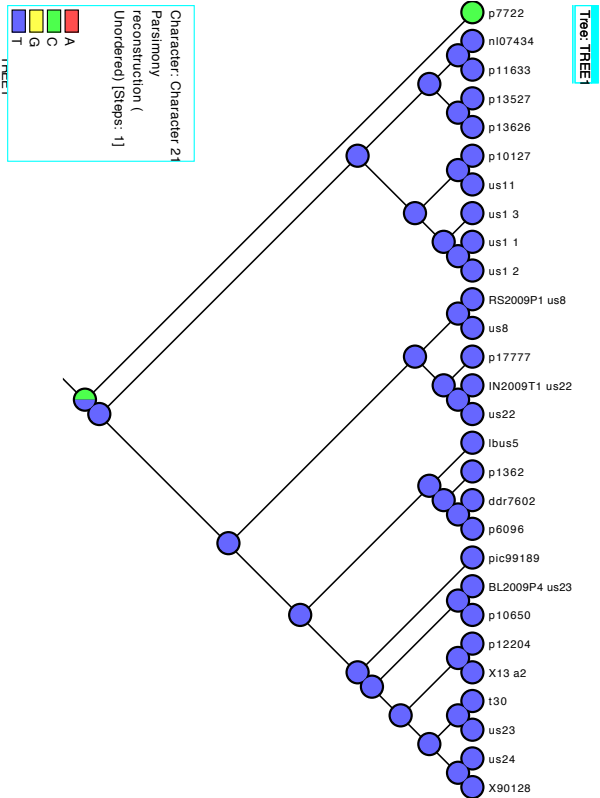 Tree: TREE1
Character: Character 21
Parsimony
reconstruction (
Unordered) [Steps: 1]
A
C
G
T
p7722
nl07434
p11633
p13527
p13626
p10127
us11
us1 3
us1 1
us1 2
RS2009P1 us8
us8
p17777
IN2009T1 us22
us22
lbus5
p1362
ddr7602
p6096
pic99189
BL2009P4 us23
p10650
p12204
X13 a2
t30
us23
us24
X90128